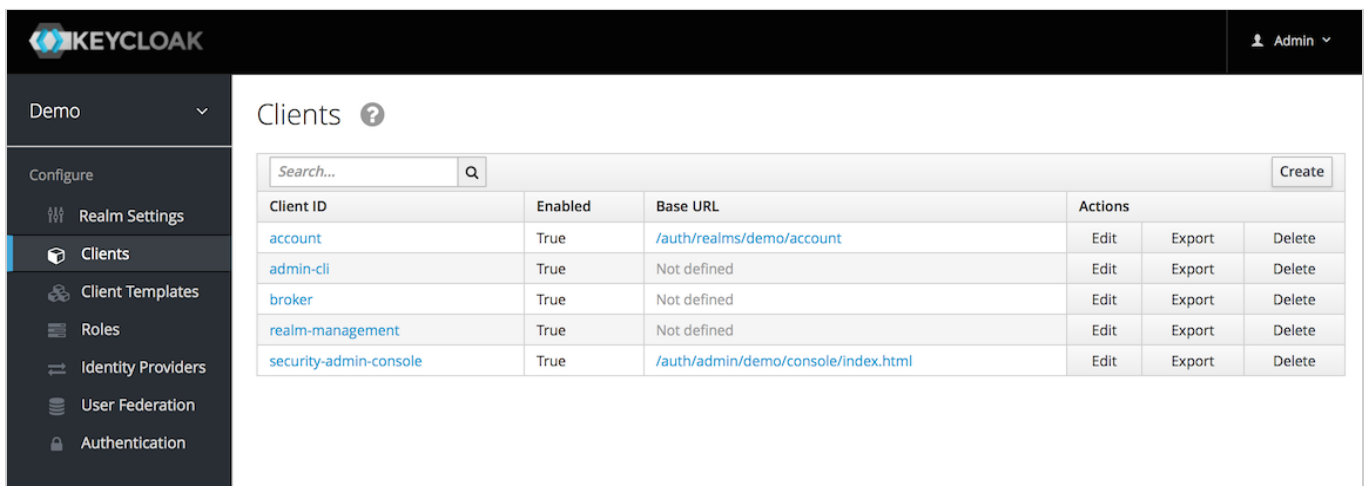 KEYCLOAK
Admin
Demo
Clients
Configure
Realm Settings
Clients
Client Templates
Roles
Identity Providers
User Federation
Authentication
Search...
Create
Client ID Enabled Base URL Actions
account True /auth/realms/demo/account Edit Export Delete
admin-cli True Not defined Edit Export Delete
broker True Not defined Edit Export Delete
realm-management True Not defined Edit Export Delete
security-admin-console True /auth/admin/demo/console/index.html Edit Export Delete